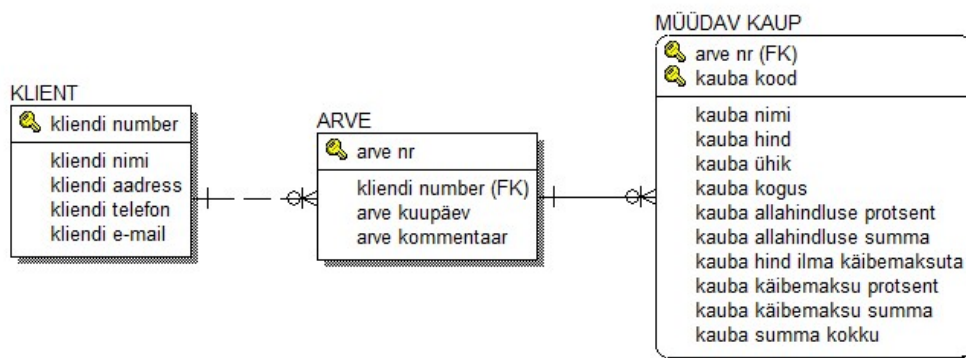 KLIENT
kliendi number
kliendi nimi
kliendi aadress
kliendi telefon
kliendi e-mail
ARVE
arve nr
kliendi number (FK)
arve kuupäev
arve kommentaar
MÜÜDAV KAUP
arve nr (FK)
kauba kood
kauba nimi
kauba hind
kauba ühik
kauba kogus
kauba allahindluse protsent
kauba allahindluse summa
kauba hind ilma käibemaksuta
kauba käibemaksu protsent
kauba käibemaksu summa
kauba summa kokku